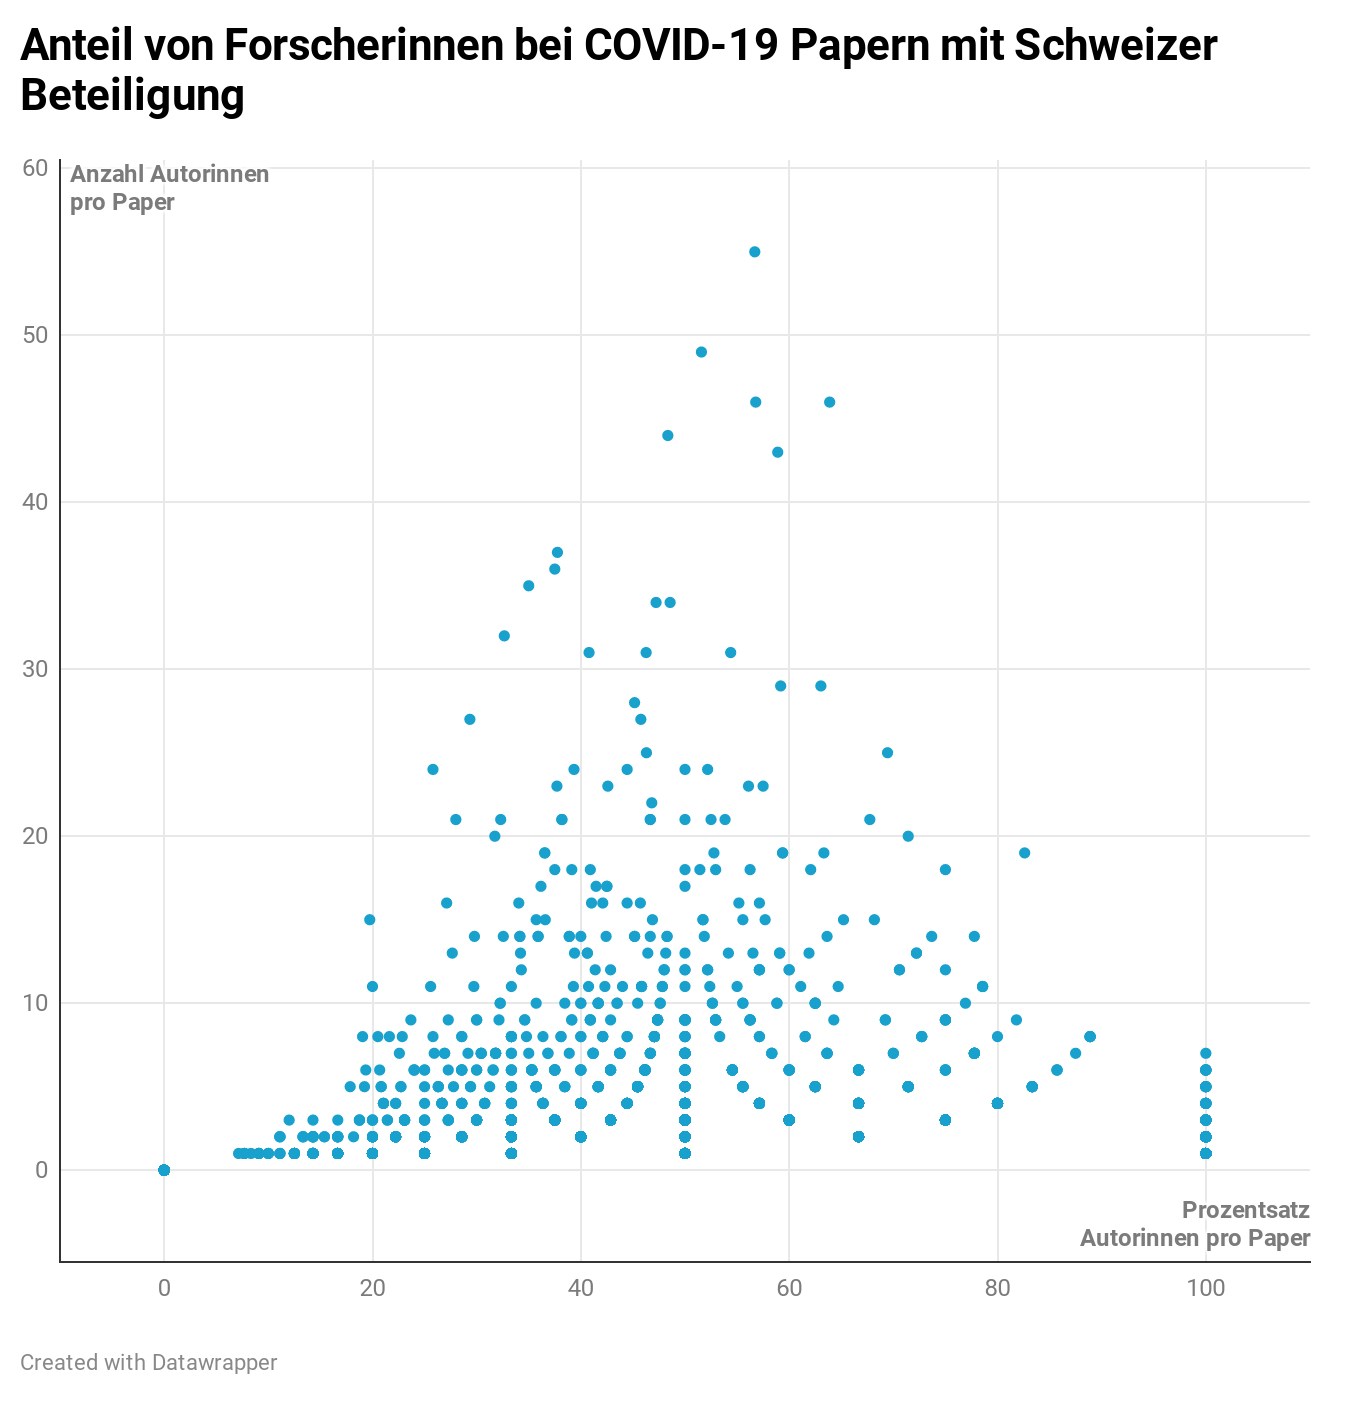 Anteil von Forscherinnen bei COVID-19 Papern mit Schweizer
Beteiligung
60
Anzahl Autorinnen
pro Paper
50
40
30
20
10
0
Prozentsatz
Autorinnen pro Paper
0 20 40 60 80 100
Created with Datawrapper